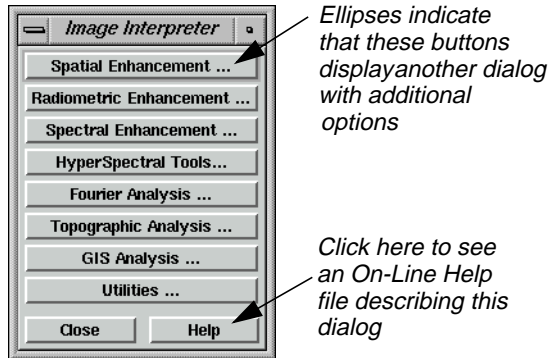 Image Interpreter
Spatial Enhancement ...
Radiometric Enhancement ...
Spectral Enhancement ...
HyperSpectral Tools...
Fourier Analysis ...
Topographic Analysis ...
GIS Analysis ...
Utilities ...
Close Help
Ellipses indicate
that these buttons
displayanother dialog
with additional
options
Click here to see
an On-Line Help
file describing this
dialog